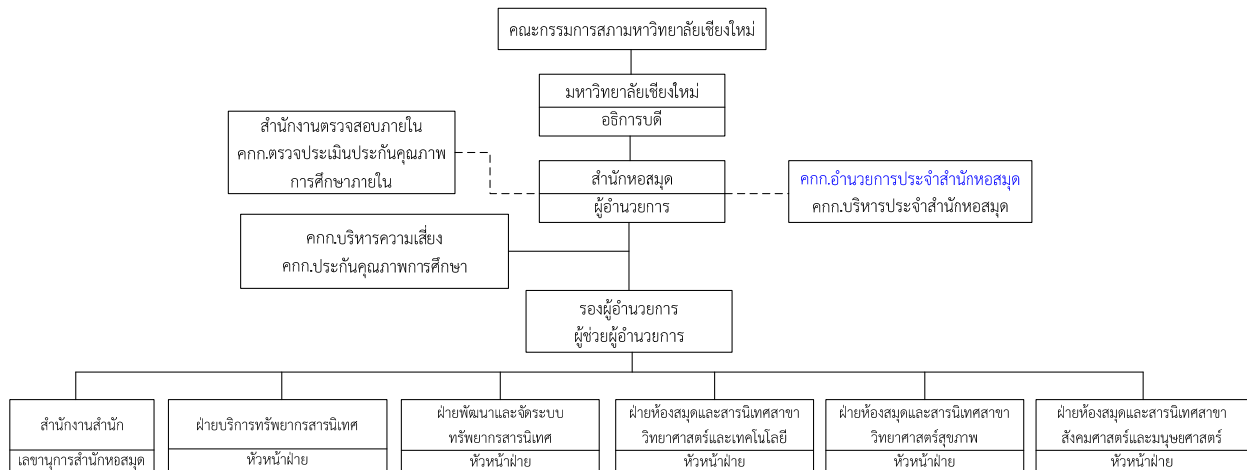 คณะกรรมการสภามหาวิทยาลัยเชียงใหม่
มหาวิทยาลัยเชียงใหม่
อธิการบดี
สำนักงานตรวจสอบภายใน
คกก.ตรวจประเมินประกันคุณภาพ
การศึกษาภายใน
สำนักหอสมุด
ผู้อำนวยการ
คกก.อำนวยการประจำสำนักหอสมุด
คกก.บริหารประจำสำนักหอสมุด
คกก.บริหารความเสี่ยง
คกก.ประกันคุณภาพการศึกษา
รองผู้อำนวยการ
ผู้ช่วยผู้อำนวยการ
สำนักงานสำนัก
เลขานุการสำนักหอสมุด
ฝ่ายบริการทรัพยากรสารนิเทศ
หัวหน้าฝ่าย
ฝ่ายพัฒนาและจัดระบบ
ทรัพยากรสารนิเทศ
หัวหน้าฝ่าย
ฝ่ายห้องสมุดและสารนิเทศสาขา
วิทยาศาสตร์และเทคโนโลยี
หัวหน้าฝ่าย
ฝ่ายห้องสมุดและสารนิเทศสาขา
วิทยาศาสตร์สุขภาพ
หัวหน้าฝ่าย
ฝ่ายห้องสมุดและสารนิเทศสาขา
สังคมศาสตร์และมนุษยศาสตร์
หัวหน้าฝ่าย